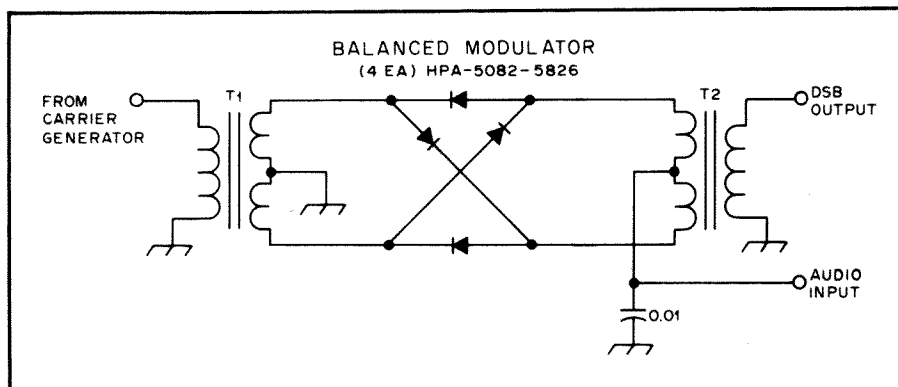 BALANCED MODULATOR
(4 EA) HPA-5082-5826
FROM
CARRIER
GENERATOR
T1
T2
DSB
OUTPUT
AUDIO
INPUT
0.01